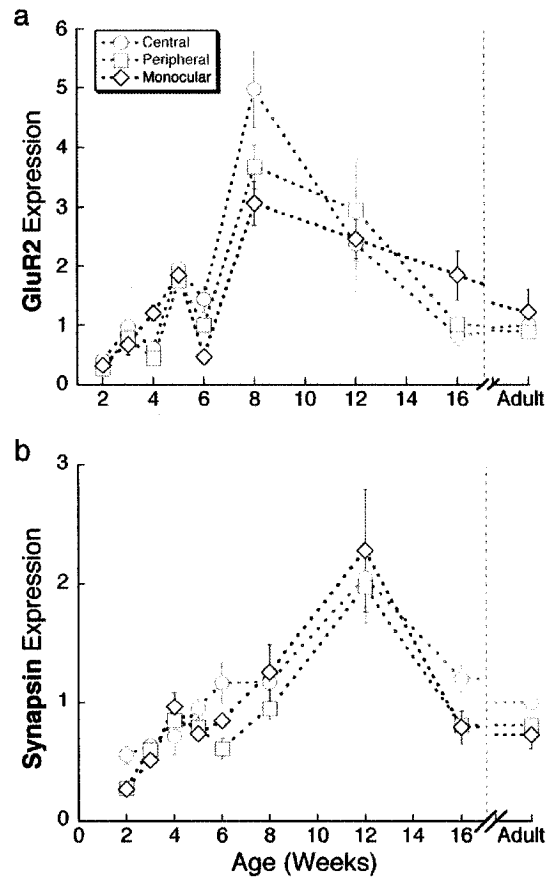 a
Central
Peripheral
Monocular
6
5
4
3
2
1
0
GluR2 Expression
2 4 6 8 12 14 16 Adult
b
3
2
1
0
Synapsin Expression
0 2 4 6 8 10 12 14 16 Adult
Age (Weeks)